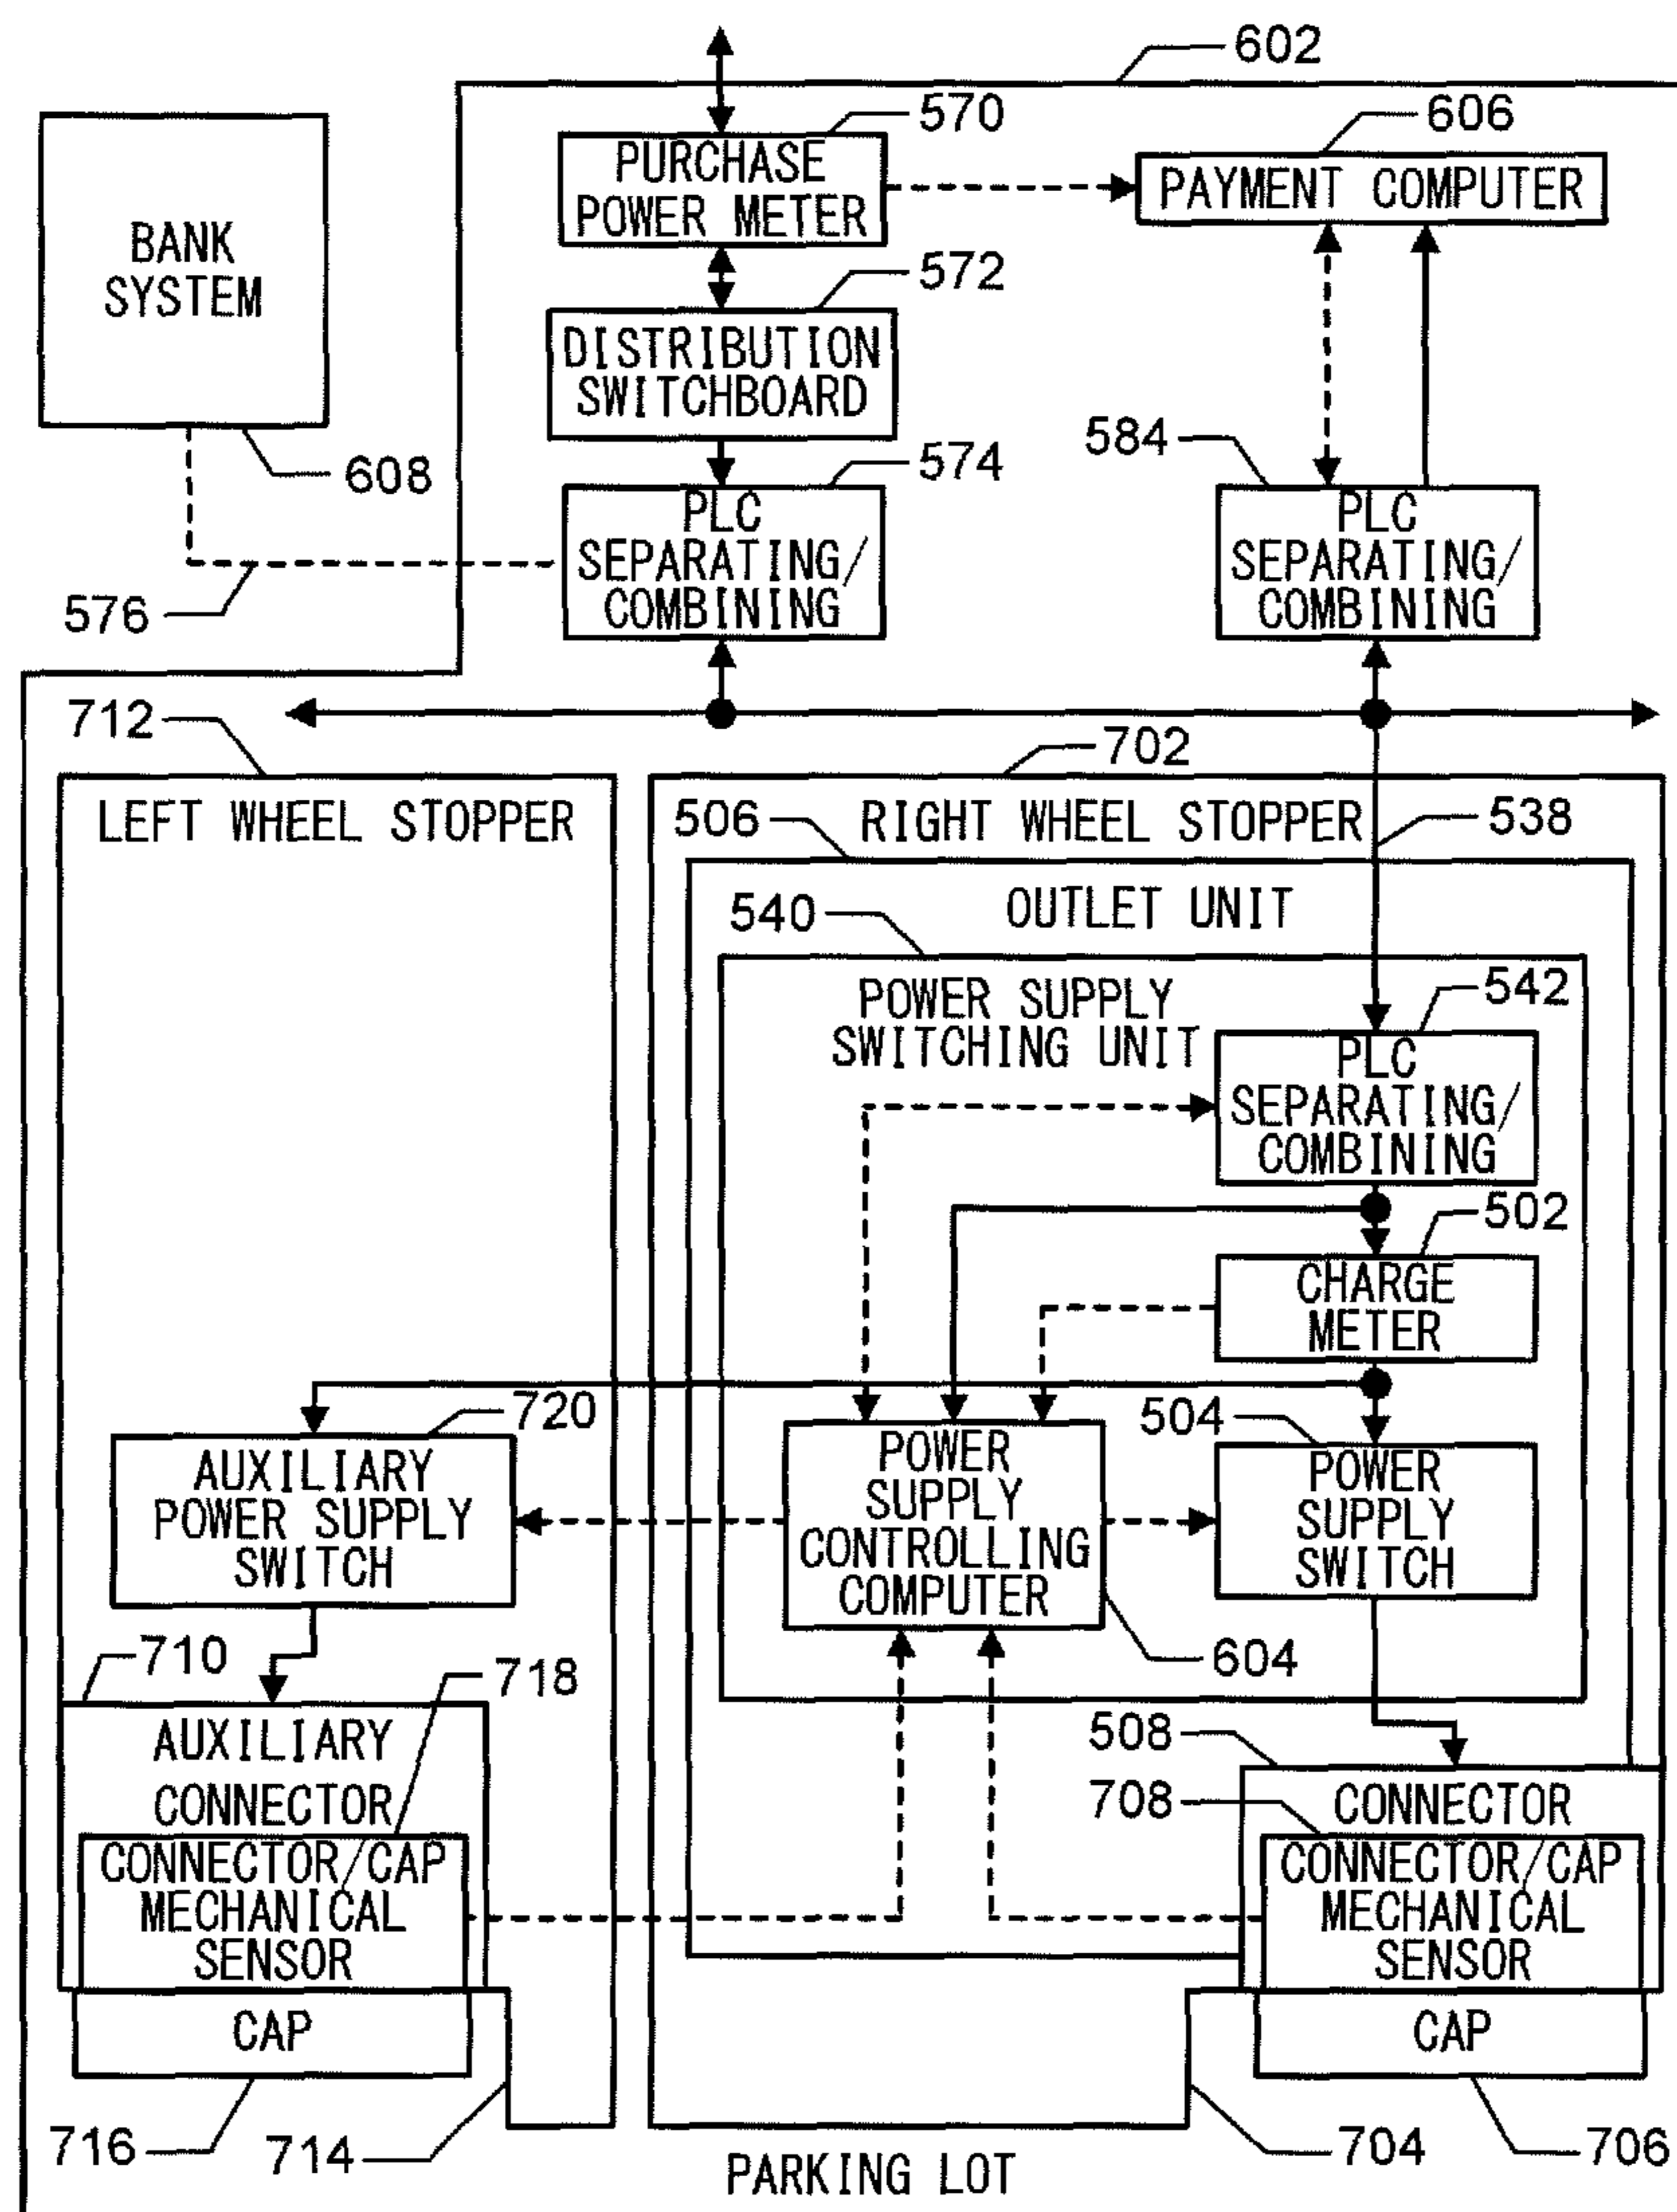 602
570
606
PURCHASE
POWER METER
PAYMENT COMPUTER
BANK
SYSTEM
572
DISTRIBUTION
SWITCHBOARD
608
574
584
PLC
SEPARATING/
COMBINING
PLC
SEPARATING/
COMBINING
576
712
702
LEFT WHEEL STOPPER
506
RIGHT WHEEL STOPPER
538
OUTLET UNIT
540
POWER SUPPLY
SWITCHING UNIT
542
PLC
SEPARATING/
COMBINING
502
CHARGE
METER
720
504
AUXILIARY
POWER SUPPLY
SWITCH
POWER
SUPPLY
CONTROLLING
COMPUTER
POWER
SUPPLY
SWITCH
604
710
718
AUXILIARY
CONNECTOR
508
CONNECTOR
708
CONNECTOR/CAP
MECHANICAL
SENSOR
CONNECTOR/CAP
MECHANICAL
SENSOR
CAP
CAP
716
714
704
706
PARKING LOT